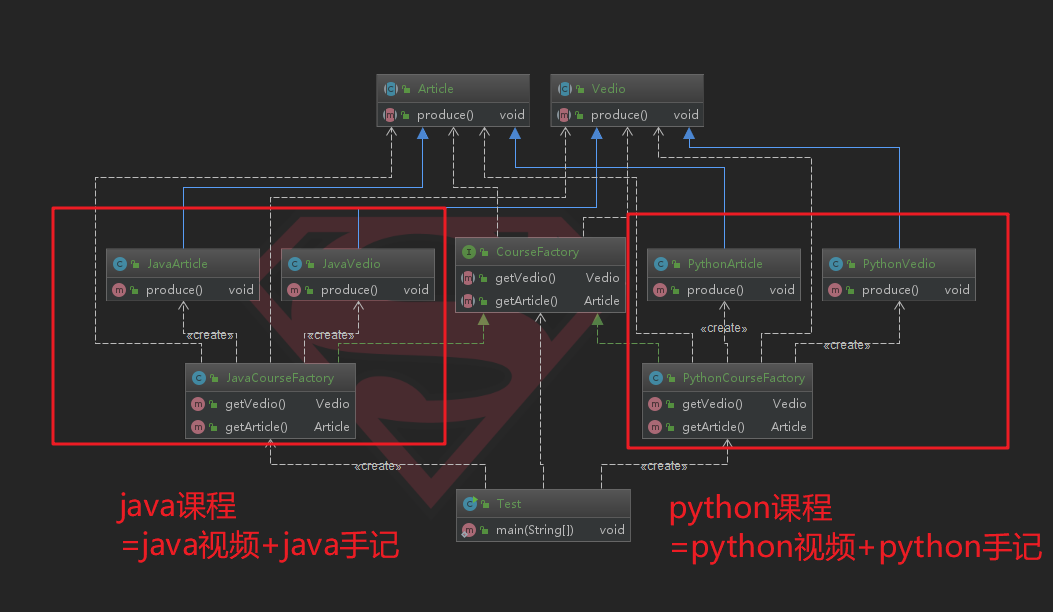 Article
produce() void
Vedio
produce() void
JavaArticle
produce() void
JavaVedio
produce() void
CourseFactory
getVedio() Vedio
getArticle() Article
PythonArticle
produce() void
PythonVedio
produce() void
«create»
«create»
«create»
«create»
JavaCourseFactory
getVedio() Vedio
getArticle() Article
PythonCourseFactory
getVedio() Vedio
getArticle() Article
«create»
«create»
Test
main(String[]) void
java课程
=java视频+java手记
python课程
=python视频+python手记